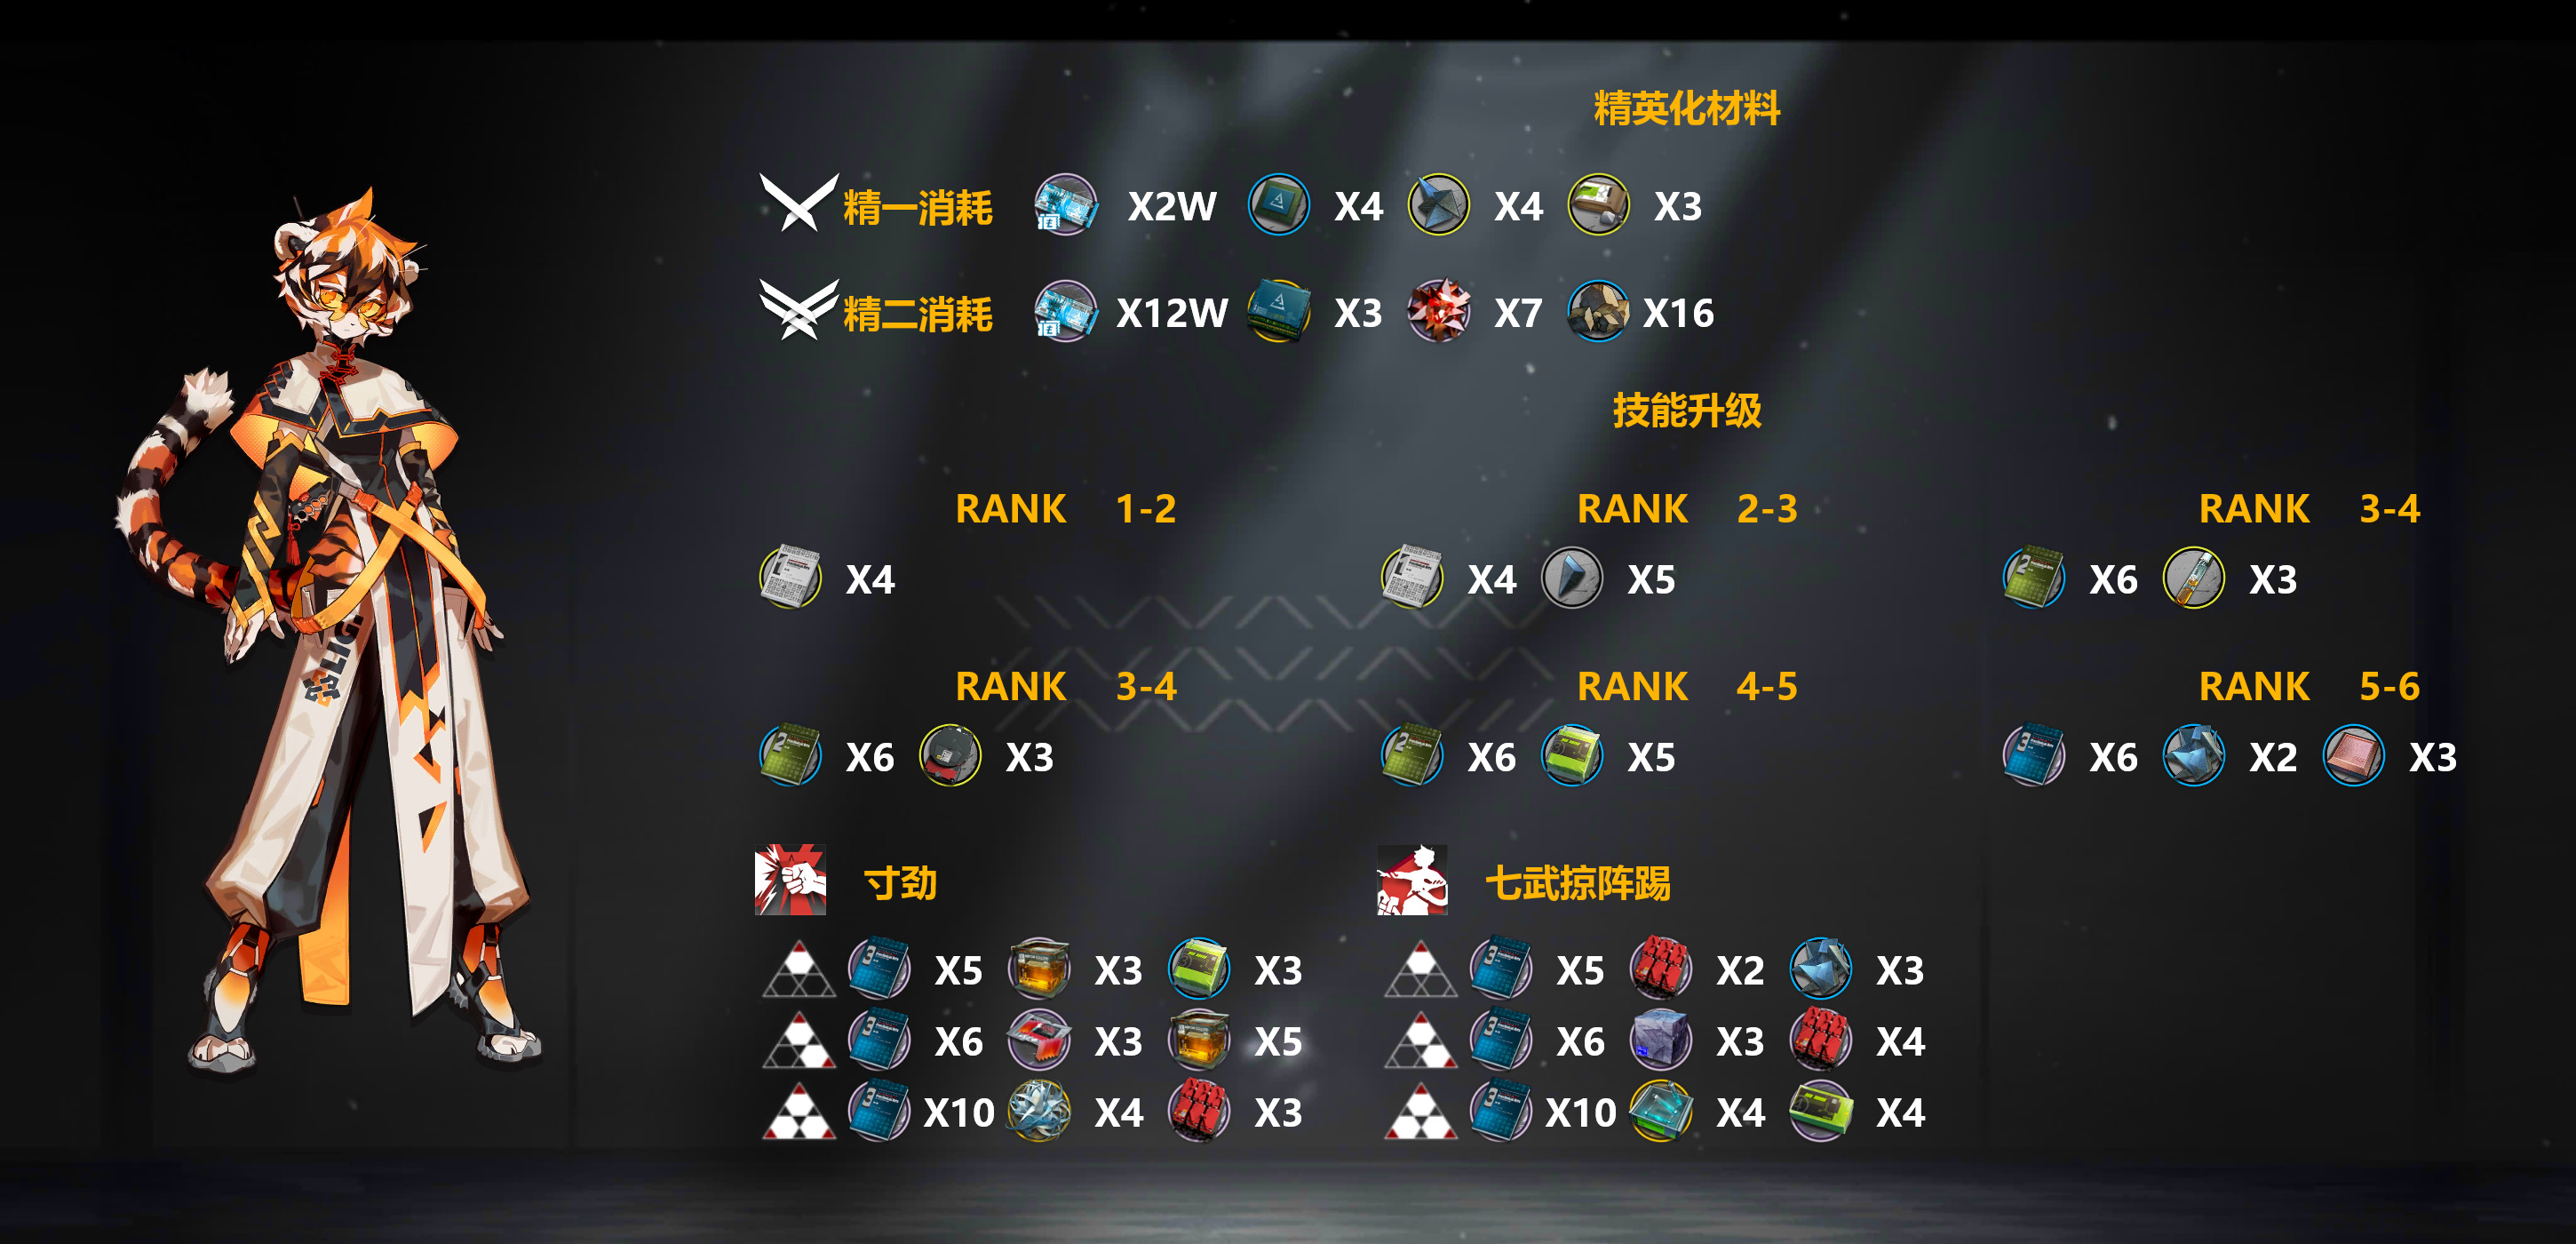 精英化材料
精一消耗 X2W X4 X4 X3
精二消耗 X12W X3 X7 X16
技能升级
RANK 1-2 RANK 2-3 RANK 3-4
X4 X4 X5 X6 X3
RANK 3-4 RANK 4-5 RANK 5-6
X6 X3 X6 X5 X6 X2 X3
寸劲 七武掠阵踢
X5 X3 X3 X5 X2 X3
X6 X3 X5 X6 X3 X4
X10 X4 X3 X10 X4 X4